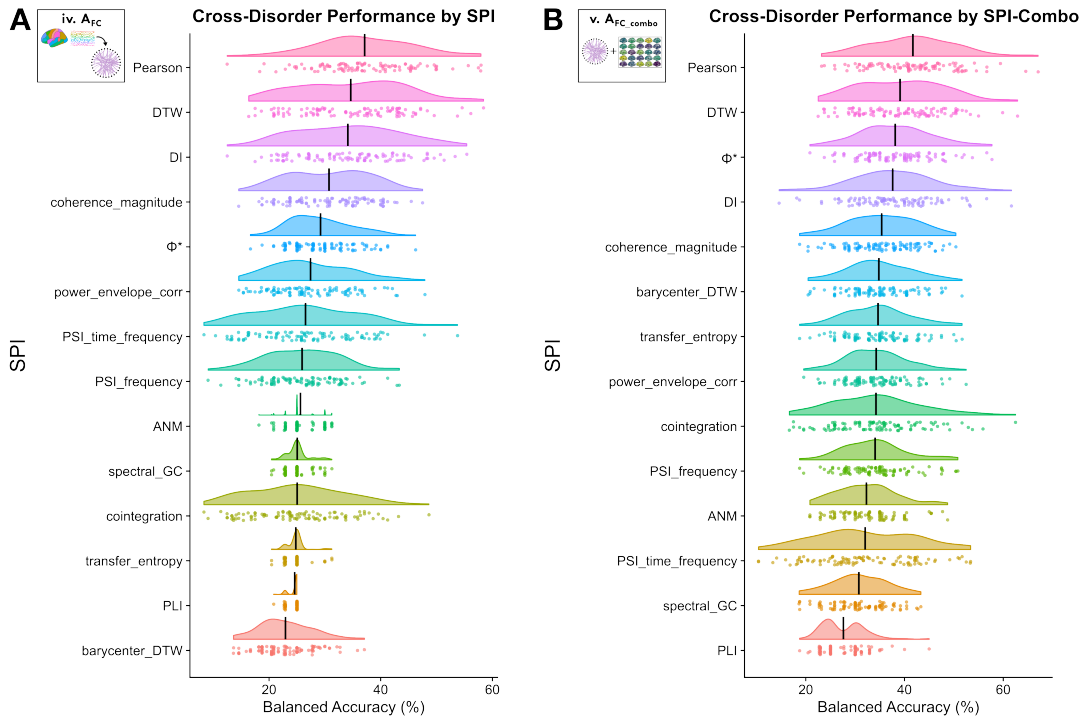 A
iv. AFC
Cross-Disorder Performance by SPI
SPI
Pearson
DTW
DI
coherence_magnitude
Φ*
power_envelope_corr
PSI_time_frequency
PSI_frequency
ANM
spectral_GC
cointegration
transfer_entropy
PLI
barycenter_DTW
20 40 60
Balanced Accuracy (%)
B
v. AFC_combo
+
Cross-Disorder Performance by SPI-Combo
SPI
Pearson
DTW
Φ*
DI
coherence_magnitude
barycenter_DTW
transfer_entropy
power_envelope_corr
cointegration
PSI_frequency
ANM
PSI_time_frequency
spectral_GC
PLI
20 40 60
Balanced Accuracy (%)